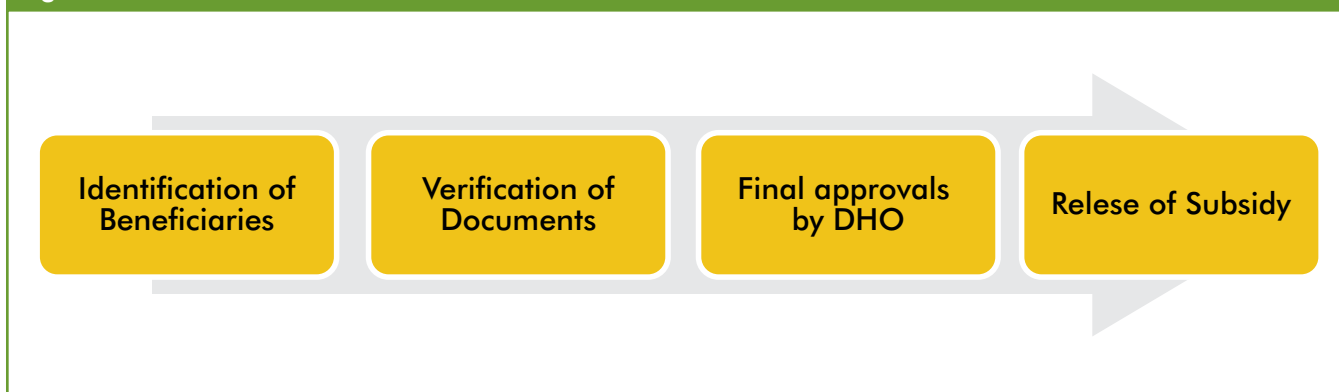 Identification of
Beneficiaries
Verification of
Documents
Final approvals
by DHO
Relese of Subsidy